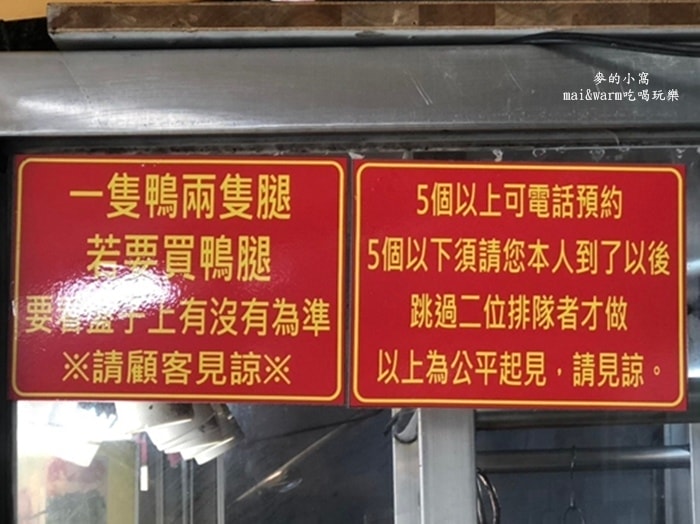 麥的小窩
mai&warm吃喝玩樂
一隻鴨兩隻腿
若要買鴨腿
要看盤子上有沒有為準
※請顧客見諒※
5個以上可電話預約
5個以下須請您本人到了以後
跳過二位排隊者才做
以上為公平起見，請見諒。